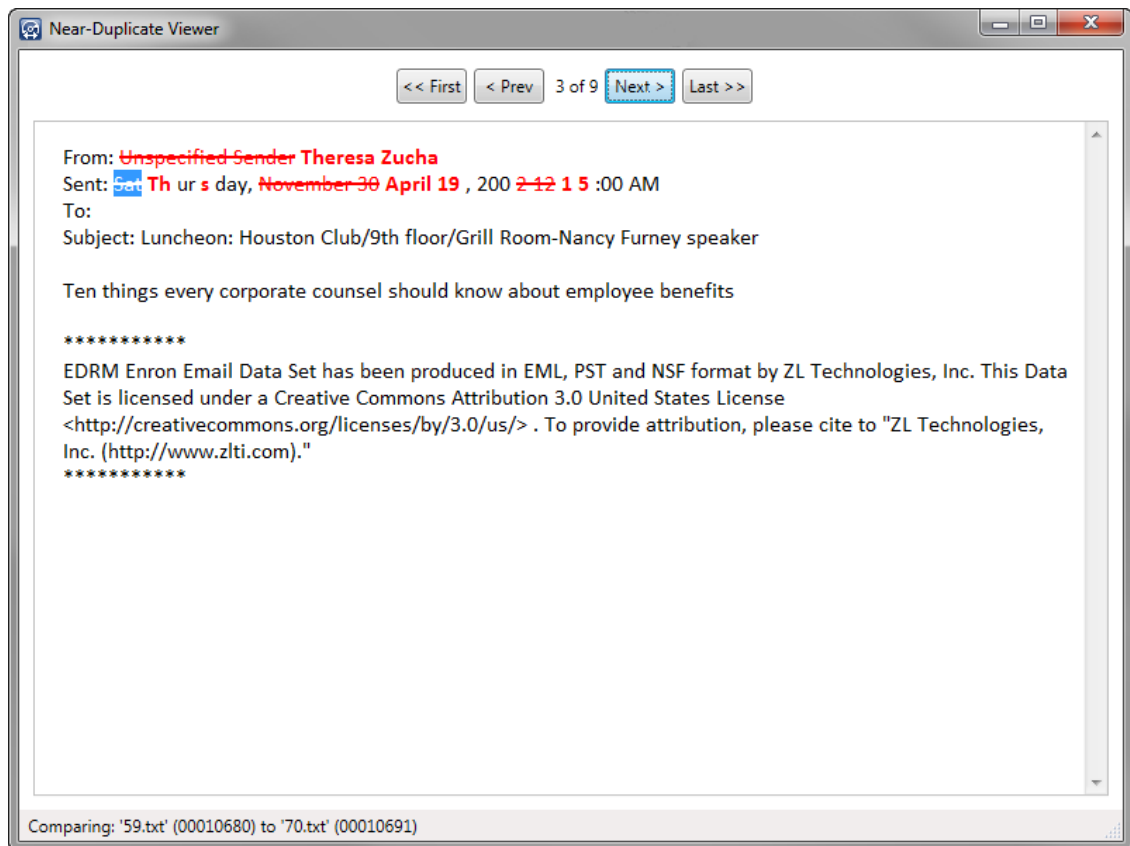 Near-Duplicate Viewer
<< First < Prev 3 of 9 Next > Last >>
From: Unspecified Sender Theresa Zucha
Sent: Sat Th ur s day, November 30 April 19 , 200 2 12 1 5 :00 AM
To:
Subject: Luncheon: Houston Club/9th floor/Grill Room-Nancy Furney speaker
Ten things every corporate counsel should know about employee benefits
***********
EDRM Enron Email Data Set has been produced in EML, PST and NSF format by ZL Technologies, Inc. This Data
Set is licensed under a Creative Commons Attribution 3.0 United States License
<http://creativecommons.org/licenses/by/3.0/us/> . To provide attribution, please cite to "ZL Technologies,
Inc. (http://www.zlti.com)."
***********
Comparing: '59.txt' (00010680) to '70.txt' (00010691)